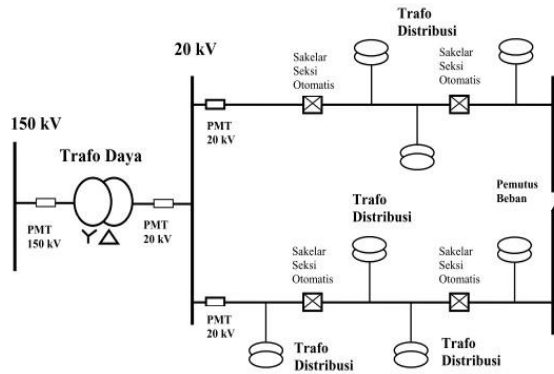 Trafo
Distribusi
20 kV
Sakelar
Seksi
Otomatis
Sakelar
Seksi
Otomatis
150 kV
PMT
20 kV
Trafo Daya
Pemutus
Beban
PMT
150 kV
PMT
20 kV
Trafo
Distribusi
Sakelar
Seksi
Otomatis
Sakelar
Seksi
Otomatis
PMT
20 kV
Trafo
Distribusi
Trafo
Distribusi